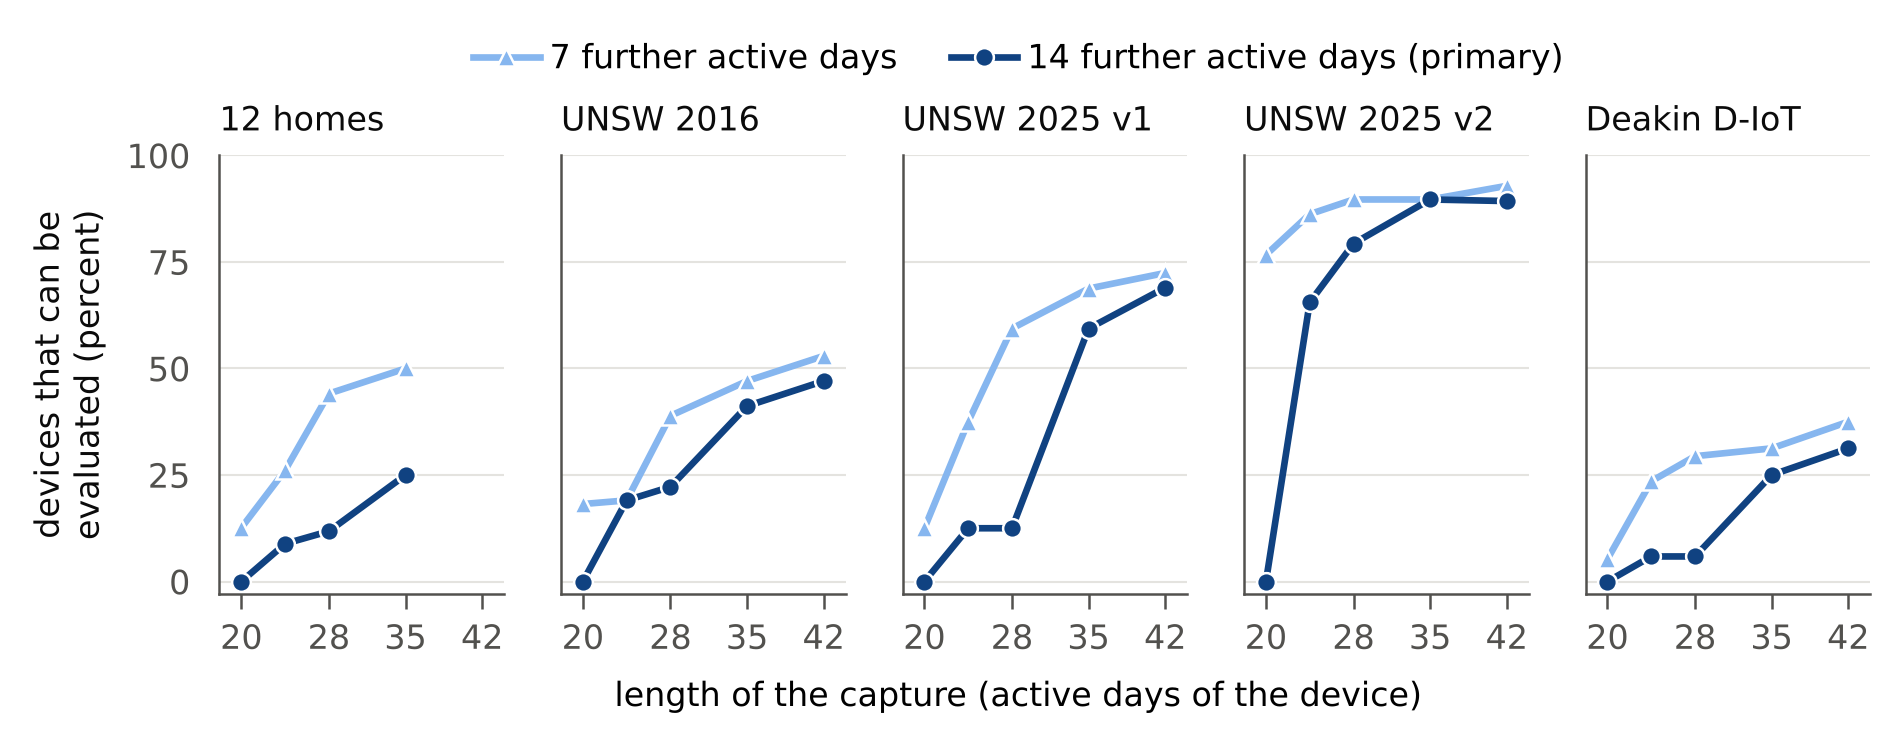 7 further active days 14 further active days (primary)
12 homes UNSW 2016 UNSW 2025 v1 UNSW 2025 v2 Deakin D-IoT
devices that can be
evaluated (percent)
100
75
50
25
0
20 28 35 42 20 28 35 42 20 28 35 42 20 28 35 42 20 28 35 42
length of the capture (active days of the device)